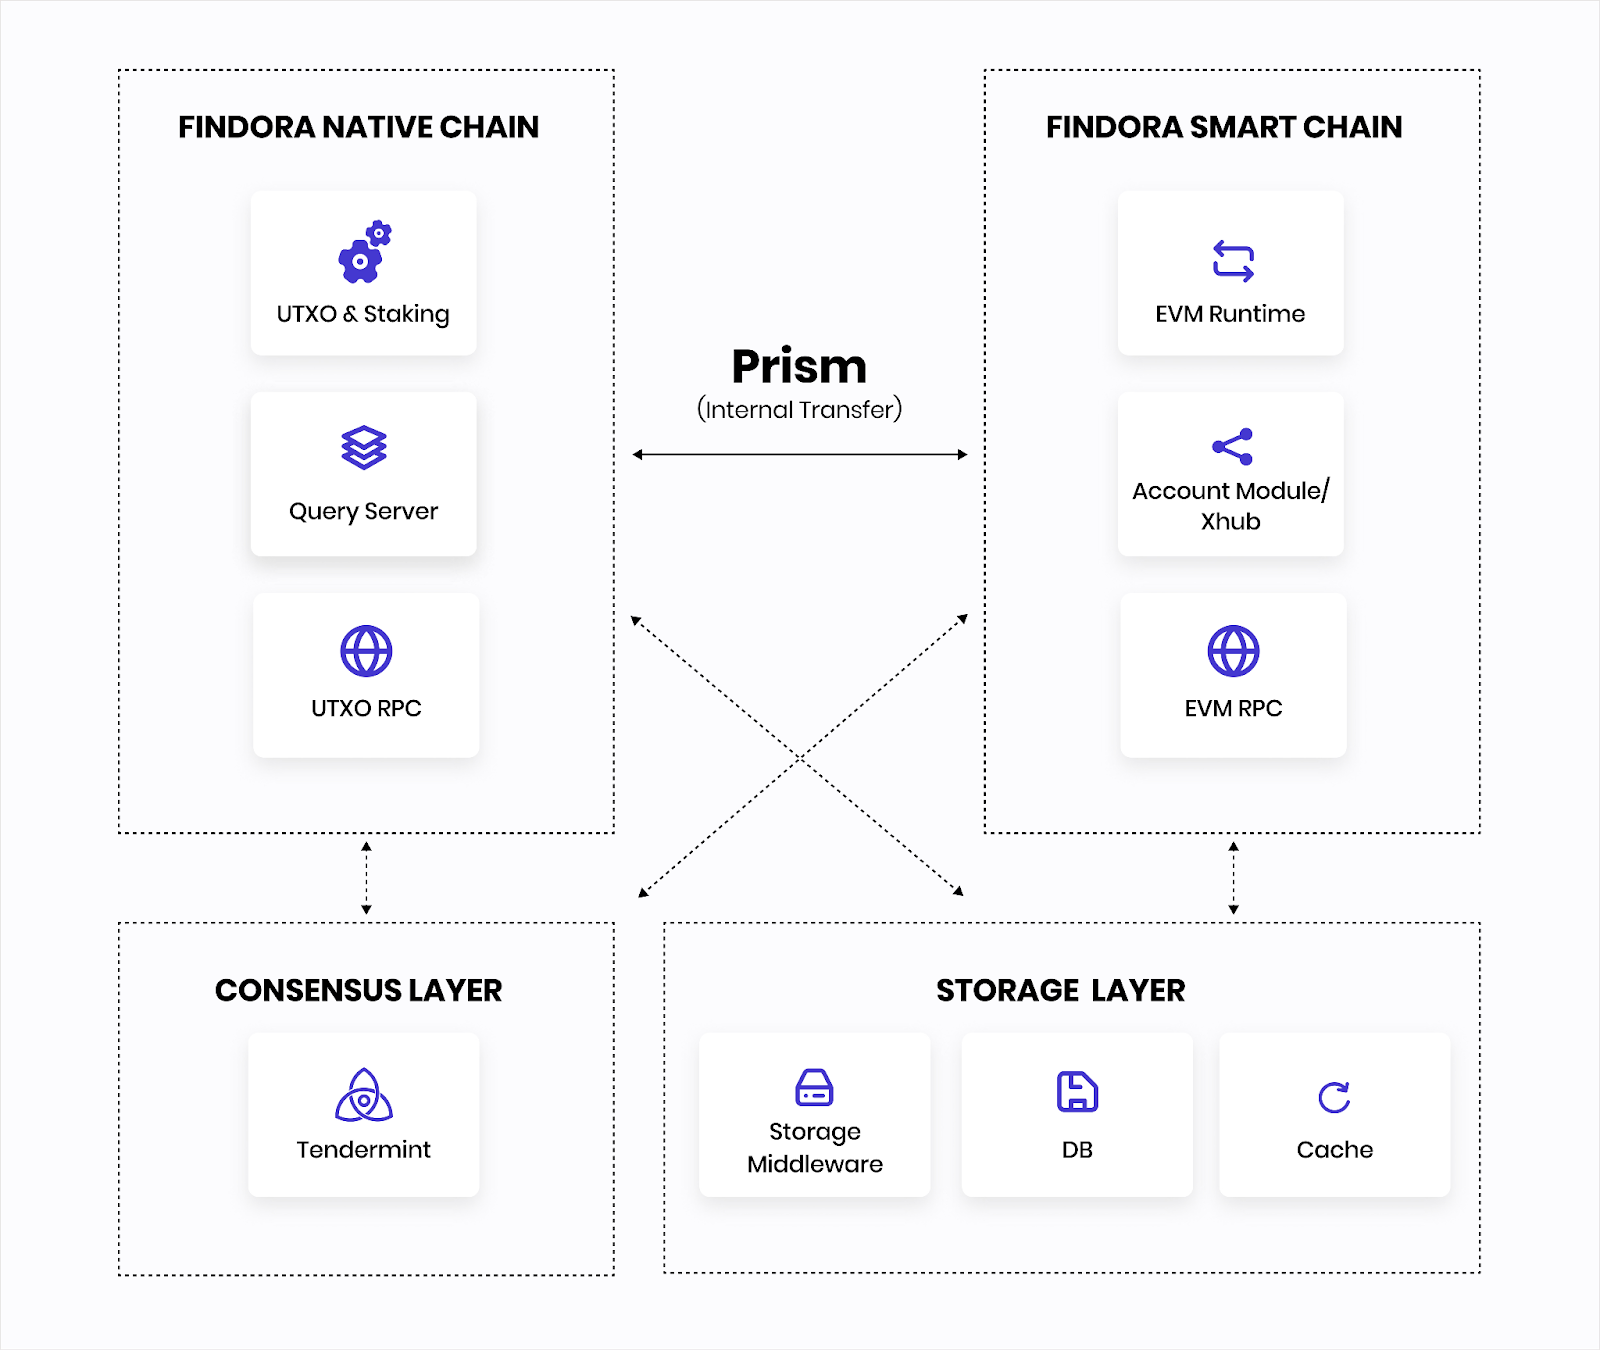 FINDORA NATIVE CHAIN
UTXO & Staking
Query Server
UTXO RPC
Prism
(Internal Transfer)
FINDORA SMART CHAIN
EVM Runtime
Account Module/
Xhub
EVM RPC
CONSENSUS LAYER
Tendermint
STORAGE LAYER
Storage
Middleware
DB
Cache